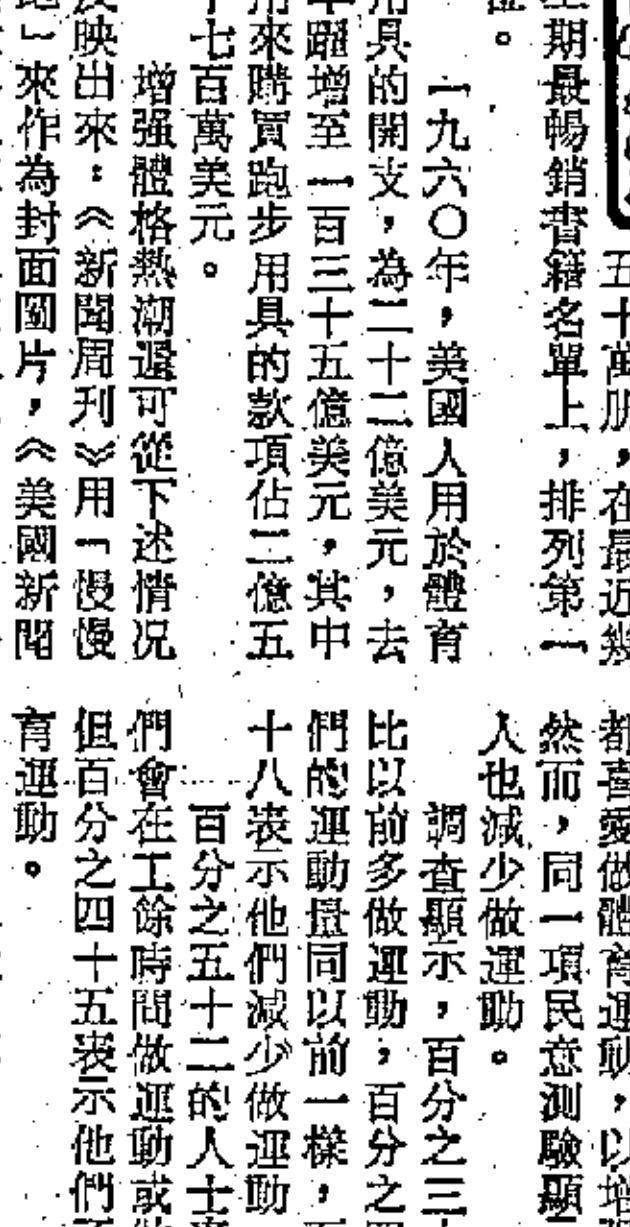 五十萬册，在最近幾
星期最暢銷書籍名單上，排列第一
位。
一九六〇年，美國人用於體育
用具的開支，為二十二億美元，去
年躍增至一百三十五億美元，其中
用來購買跑步用具的款項佔二億五
千七百萬美元。
增强體格熱潮還可從下述情况
反映出來：《新聞周刊》用「慢慢
跑」來作為封面圖片，《美國新聞
都喜愛做體育運動，以增
然而，同一項民意測驗顯
人也減少做運動。
調查顯示，百分之三
比以前多做運動，百分之四
們的運動量同以前一樣，
十八表示他們減少做運動
百分之五十二的人士
們會在工餘時間做運動或
但百分之四十五表示他們
育運動。